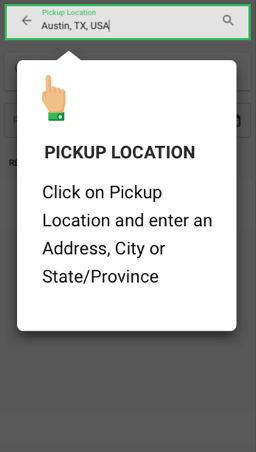 Pickup Location
Austin, TX, USA
PICKUP LOCATION
Click on Pickup
Location and enter an
Address, City or
State/Province